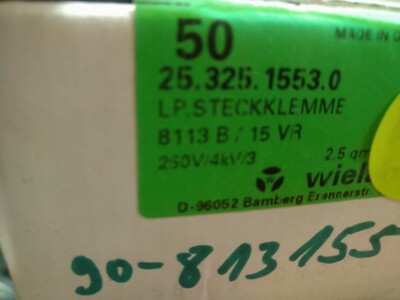 50
MADE IN G
25.325.1553.0
LP.STECKKLEMME
8113 B / 15 VR
250V/4kV/3 2.5 qm
wiel
D-96052 Bamberg Brennerstr.
90-813155